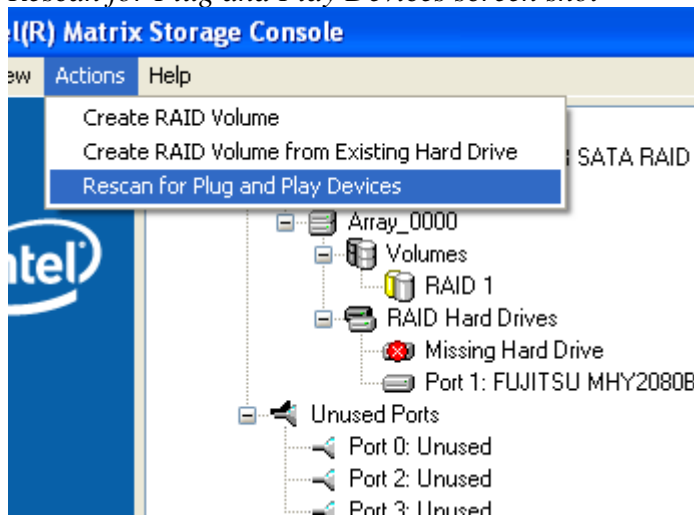 Rescan for Plug and Play Devices screen shot
el(R) Matrix Storage Console
ew Actions Help
Create RAID Volume
Create RAID Volume from Existing Hard Drive
SATA RAID
Rescan for Plug and Play Devices
Array_0000
Volumes
ntel
RAID 1
RAID Hard Drives
Missing Hard Drive
Port 1: FUJITSU MHY2080B
Unused Ports
Port 0: Unused
Port 2: Unused
Port 3: Unused